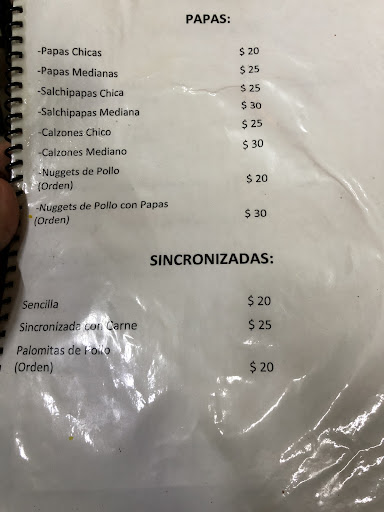 PAPAS:
-Papas Chicas $ 20
-Papas Medianas $ 25
-Salchipapas Chica $ 25
-Salchipapas Mediana $ 30
-Calzones Chico $ 25
-Calzones Mediano $ 30
-Nuggets de Pollo
(Orden) $ 20
-Nuggets de Pollo con Papas
(Orden) $ 30
SINCRONIZADAS:
Sencilla $ 20
Sincronizada con Carne $ 25
Palomitas de Pollo
(Orden) $ 20